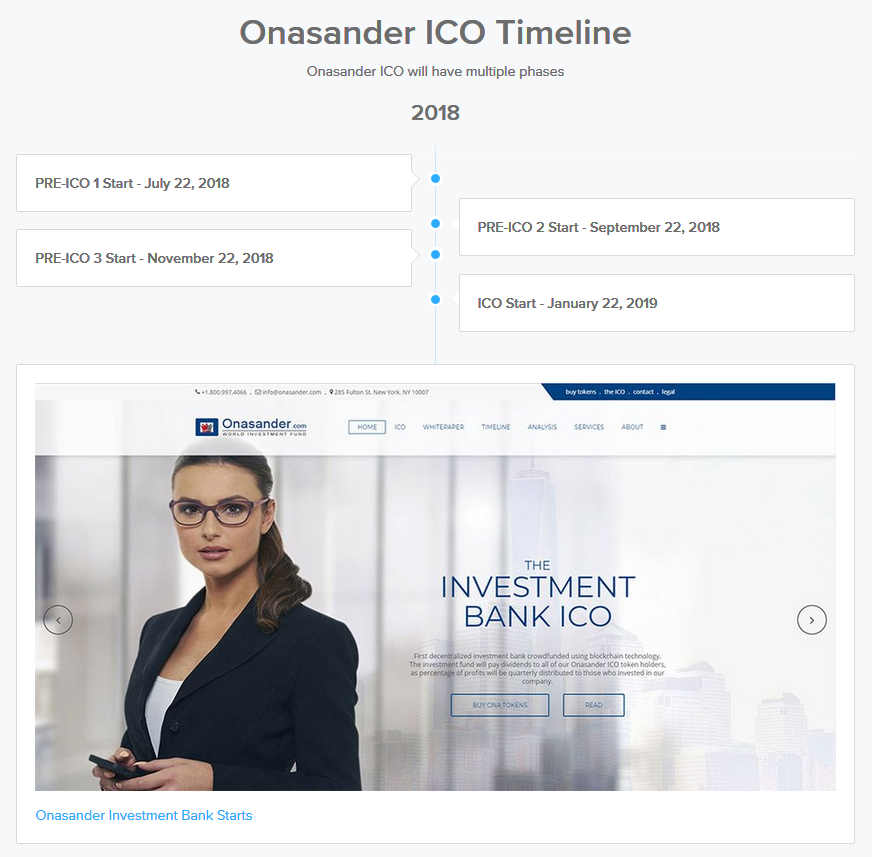 Onasander ICO Timeline
Onasander ICO will have multiple phases
2018
PRE-ICO 1 Start - July 22, 2018
PRE-ICO 2 Start - September 22, 2018
PRE-ICO 3 Start - November 22, 2018
ICO Start - January 22, 2019
+1.800.997.4066 , info@onasander.com , 285 Fulton St, New York, NY 10007
buy tokens . the ICO . contact . legal
Onasander.com
WORLD INVESTMENT FUND
HOME ICO WHITEPAPER TIMELINE ANALYSIS SERVICES ABOUT
THE
INVESTMENT
BANK ICO
First decentralized investment bank crowdfunded using blockchain technology.
The investment fund will pay dividends to all of our Onasander ICO token holders,
as percentage of profits will be quarterly distributed to those who invested in our
company.
BUY ONA TOKENS
READ
Onasander Investment Bank Starts